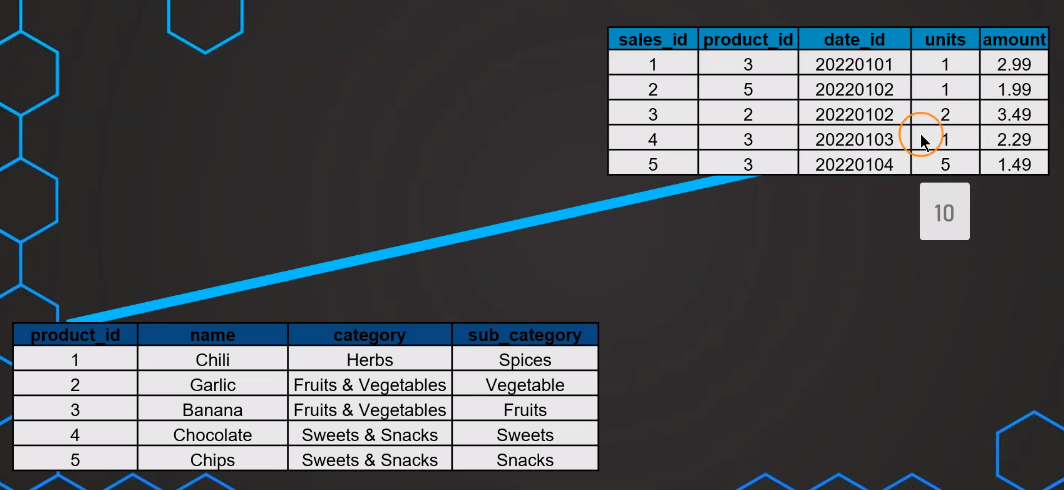 sales_id product_id date_id units amount
1 3 20220101 1 2.99
2 5 20220102 1 1.99
3 2 20220102 2 3.49
4 3 20220103 1 2.29
5 3 20220104 5 1.49
10
product_id name category sub_category
1 Chili Herbs Spices
2 Garlic Fruits & Vegetables Vegetable
3 Banana Fruits & Vegetables Fruits
4 Chocolate Sweets & Snacks Sweets
5 Chips Sweets & Snacks Snacks